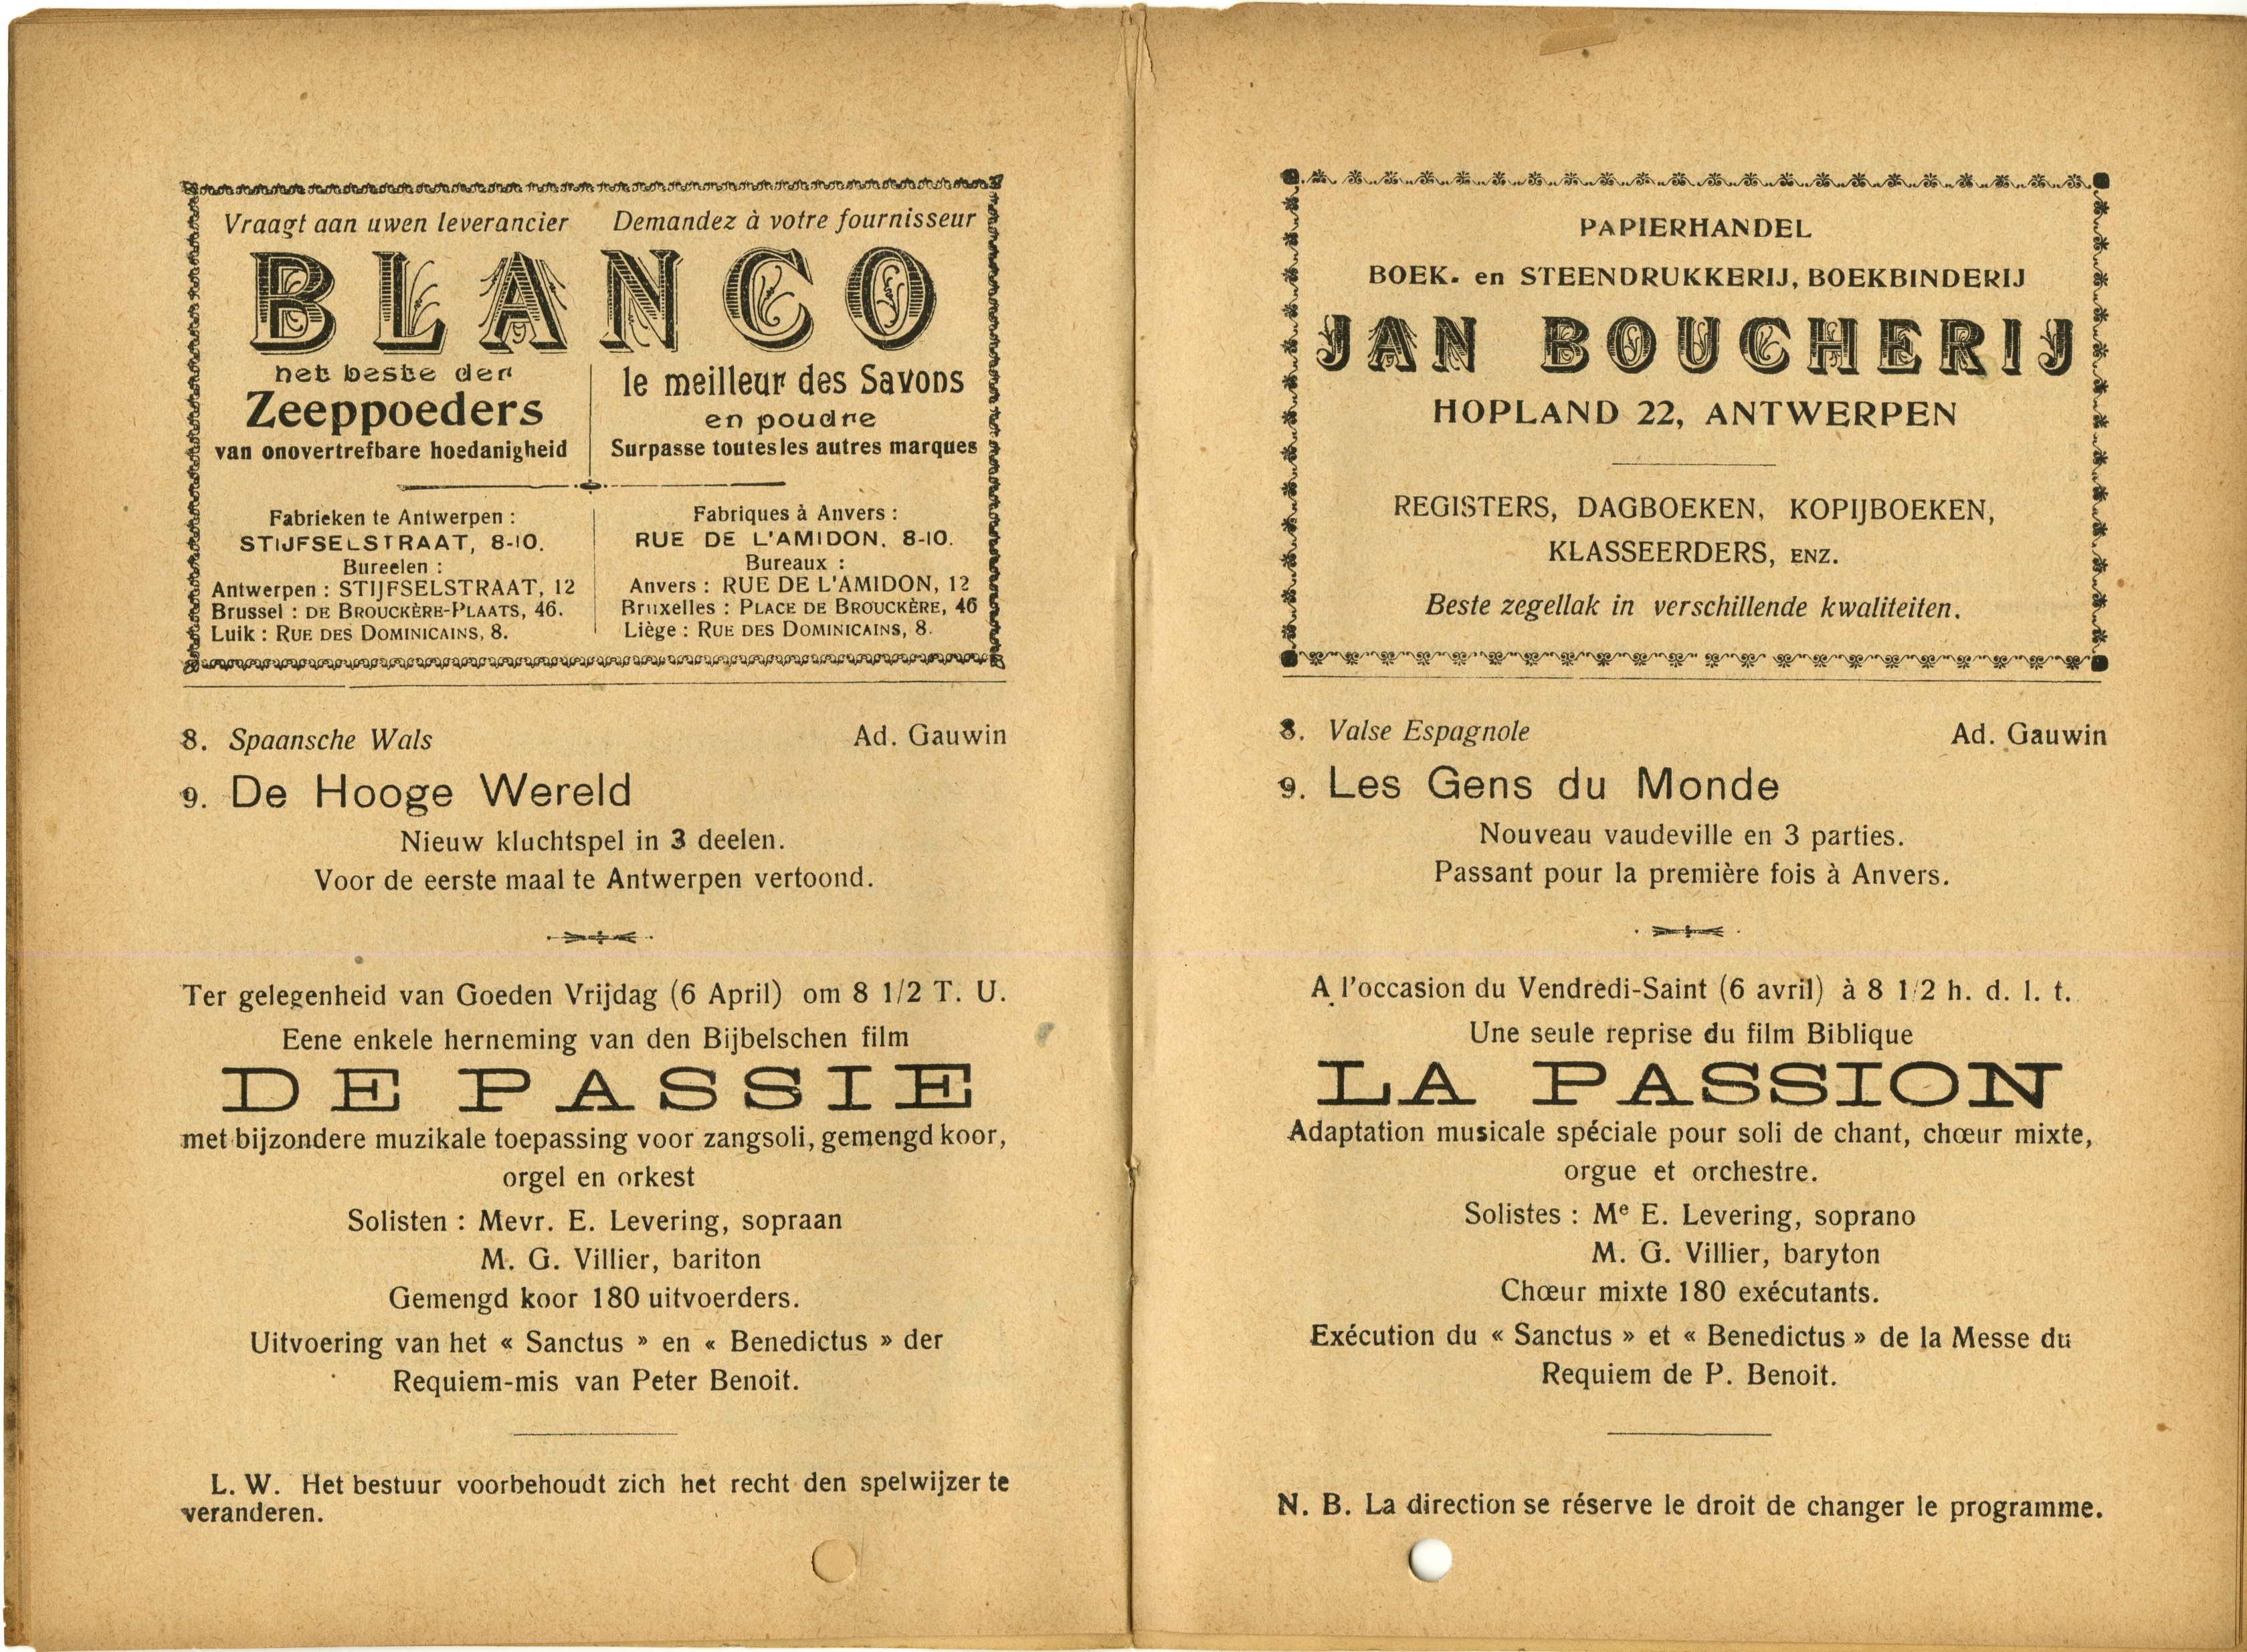 Vraagt aan uwen leverancier
Demandez à votre fournisseur
BLANCO
het beste der
Zeeppoeders
van onovertrefbare hoedanigheid
le meilleur des Savons
en poudre
Surpasse toutes les autres marques
Fabrieken te Antwerpen :
STIJFSELSTRAAT, 8-10.
Bureelen :
Antwerpen : STIJFSELSTRAAT, 12
Brussel : DE BROUCKÈRE-PLAATS, 46.
Luik : RUE DES DOMINICAINS, 8.
Fabriques à Anvers :
RUE DE L'AMIDON, 8-10.
Bureaux :
Anvers : RUE DE L'AMIDON, 12
Bruxelles : PLACE DE BROUCKÈRE, 46
Liège : RUE DES DOMINICAINS, 8.
8. Spaansche Wals Ad. Gauwin
9. De Hooge Wereld
Nieuw kluchtspel in 3 deelen.
Voor de eerste maal te Antwerpen vertoond.
Ter gelegenheid van Goeden Vrijdag (6 April) om 8 1/2 T. U.
Eene enkele herneming van den Bijbelschen film
DE PASSIE
met bijzondere muzikale toepassing voor zangsoli, gemengd koor,
orgel en orkest
Solisten : Mevr. E. Levering, sopraan
M. G. Villier, bariton
Gemengd koor 180 uitvoerders.
Uitvoering van het « Sanctus » en « Benedictus » der
Requiem-mis van Peter Benoit.
L. W. Het bestuur voorbehoudt zich het recht den spelwijzer te
veranderen.
PAPIERHANDEL
BOEK- en STEENDRUKKERIJ, BOEKBINDERIJ
JAN BOUCHERIJ
HOPLAND 22, ANTWERPEN
REGISTERS, DAGBOEKEN, KOPIJBOEKEN,
KLASSEERDERS, ENZ.
Beste zegellak in verschillende kwaliteiten.
8. Valse Espagnole Ad. Gauwin
9. Les Gens du Monde
Nouveau vaudeville en 3 parties.
Passant pour la première fois à Anvers.
A l'occasion du Vendredi-Saint (6 avril) à 8 1/2 h. d. l. t.
Une seule reprise du film Biblique
LA PASSION
Adaptation musicale spéciale pour soli de chant, chœur mixte,
orgue et orchestre.
Solistes : Me E. Levering, soprano
M. G. Villier, baryton
Chœur mixte 180 exécutants.
Exécution du « Sanctus » et « Benedictus » de la Messe du
Requiem de P. Benoit.
N. B. La direction se réserve le droit de changer le programme.